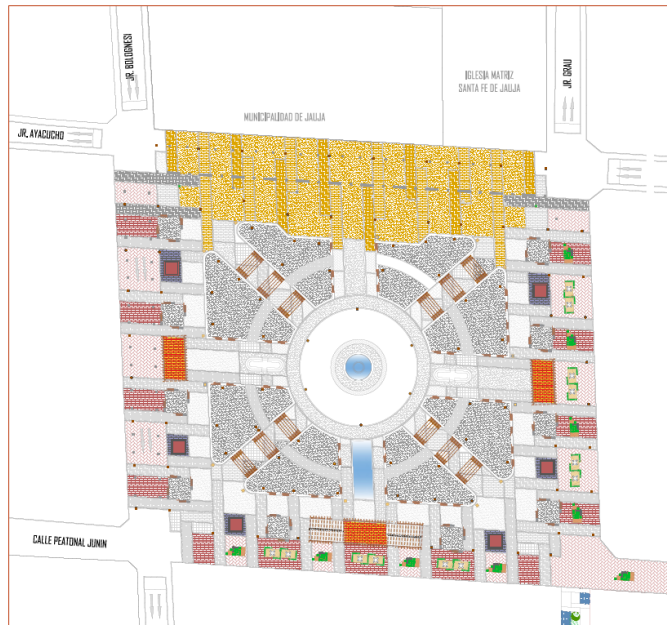 JR. BOLOGNESI
IGLESIA MATRIZ
SANTA FE DE JAUJA
JR. GRAU
MUNICIPALIDAD DE JAUJA
JR. AYACUCHO
CALLE PEATONAL JUNIN